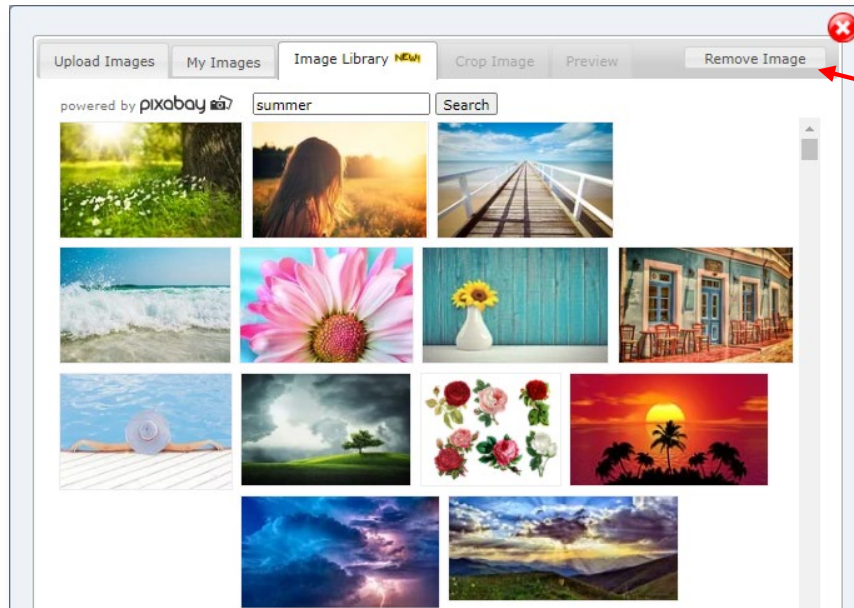 Upload Images
My Images
Image Library NEW!
Crop Image
Preview
Remove Image
powered by pixabay
summer
Search